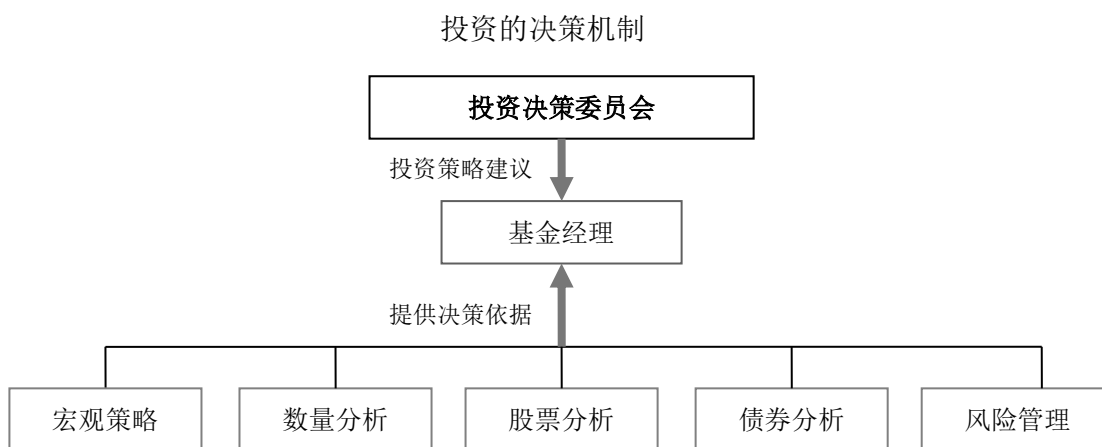 投资的决策机制
投资决策委员会
投资策略建议
基金经理
提供决策依据
宏观策略
数量分析
股票分析
债券分析
风险管理